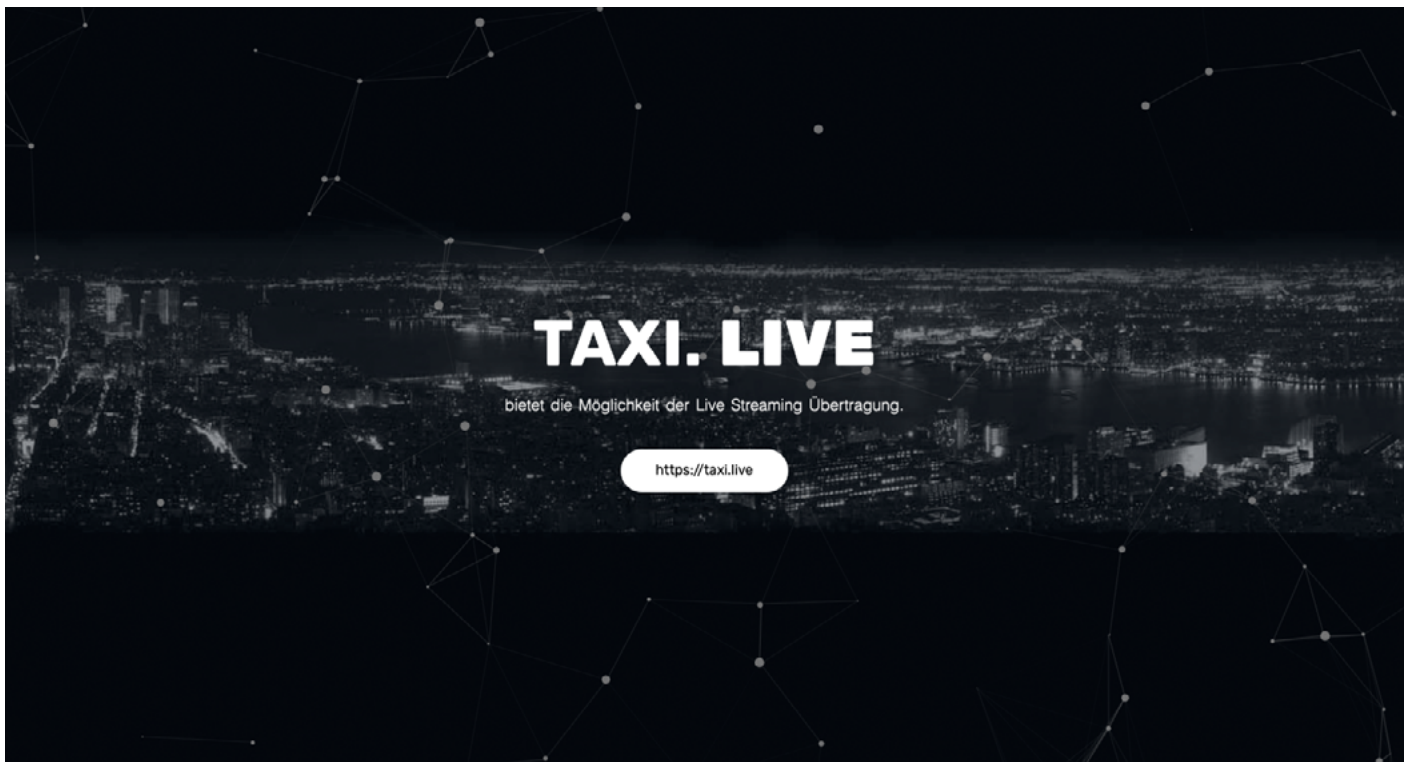 TAXI. LIVE
bietet die Möglichkeit der Live Streaming Übertragung.
https://taxi.live